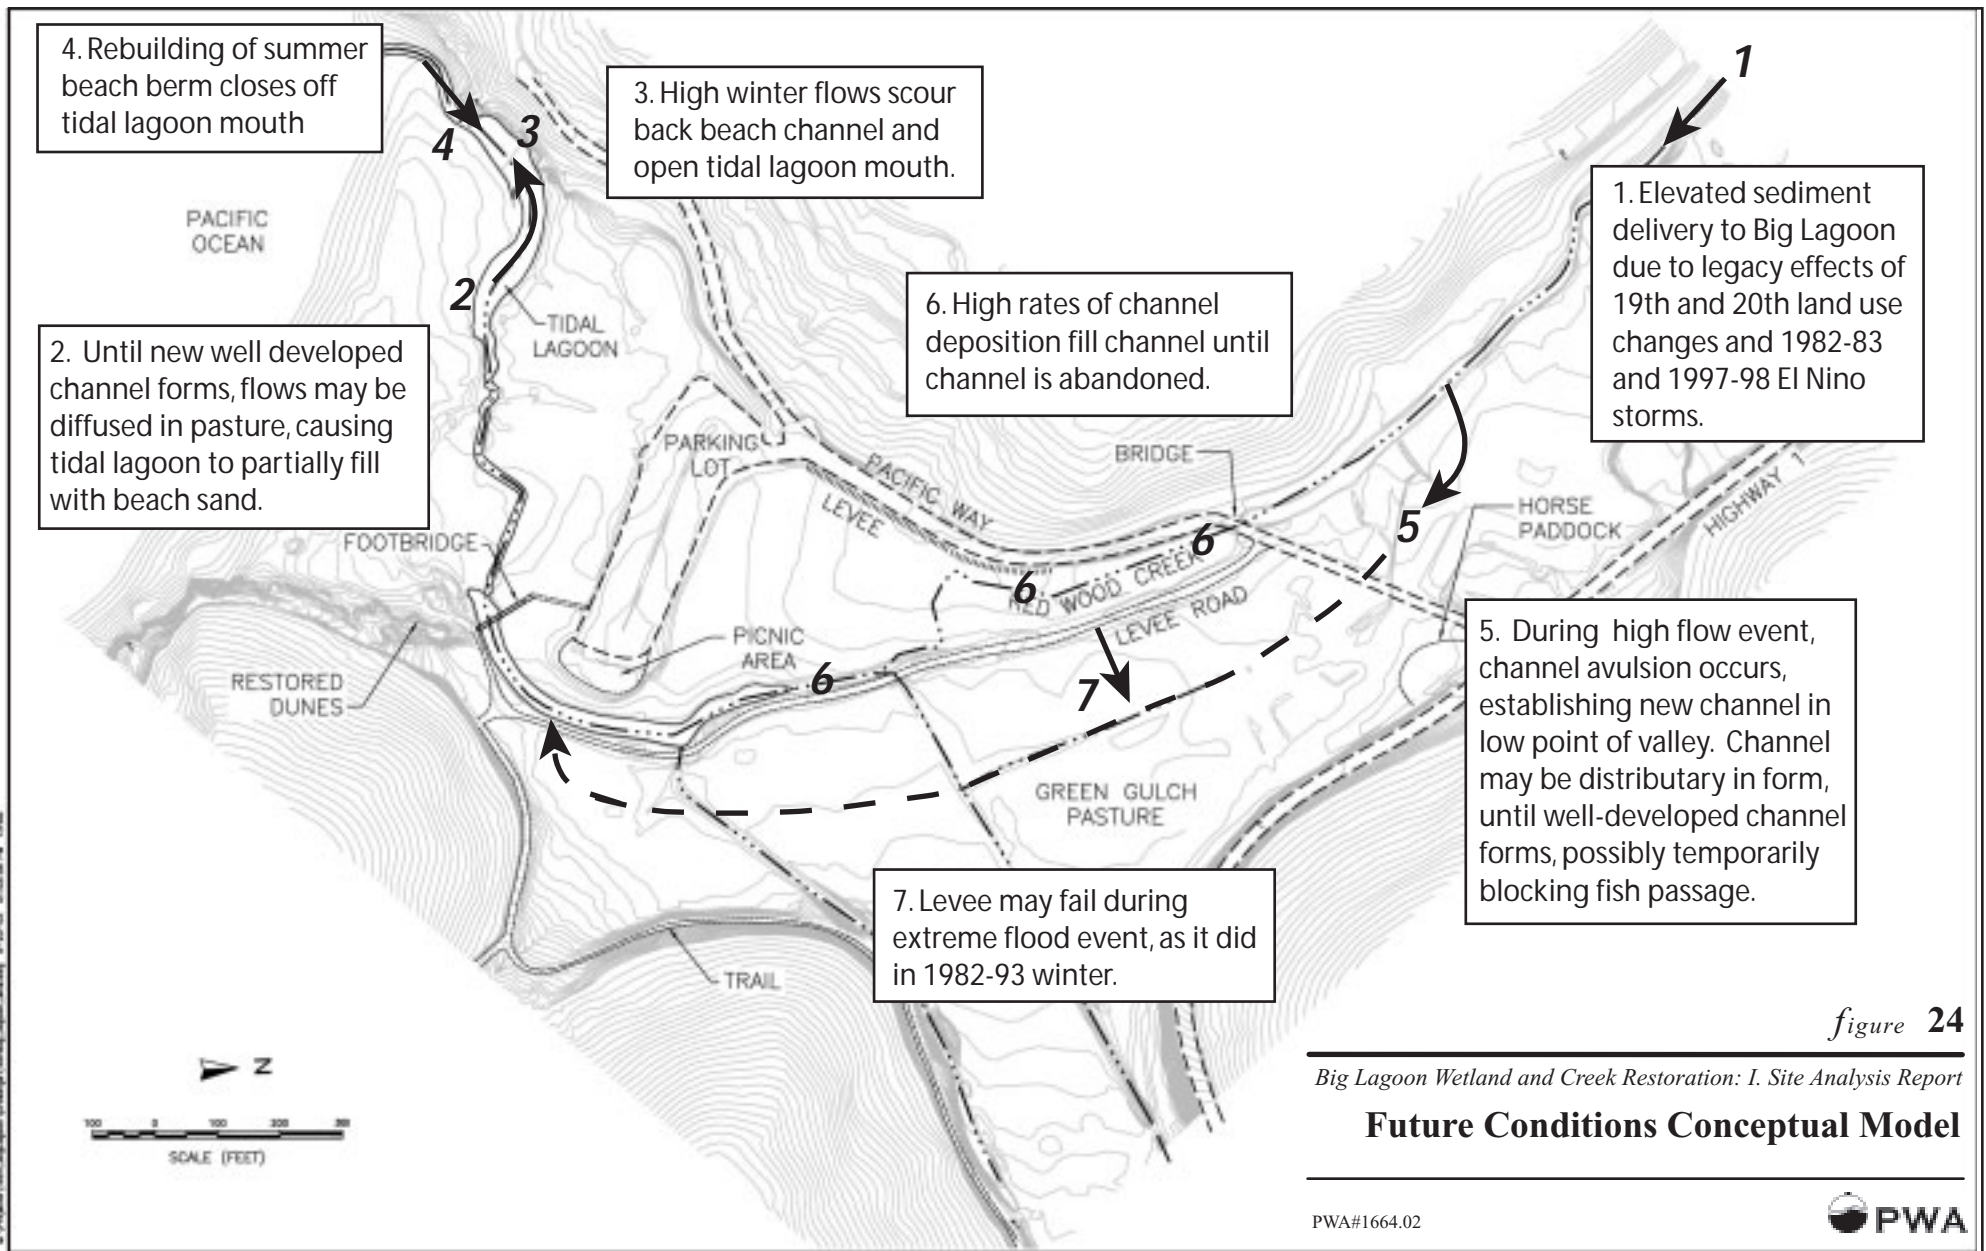 4. Rebuilding of summer
beach berm closes off
tidal lagoon mouth
3. High winter flows scour
back beach channel and
open tidal lagoon mouth.
1
4
3
PACIFIC
OCEAN
1. Elevated sediment
delivery to Big Lagoon
due to legacy effects of
19th and 20th land use
changes and 1982-83
and 1997-98 El Nino
storms.
2
TIDAL
LAGOON
6. High rates of channel
deposition fill channel until
channel is abandoned.
2. Until new well developed
channel forms, flows may be
diffused in pasture, causing
tidal lagoon to partially fill
with beach sand.
PARKING
LOT
PACIFIC WAY
LEVEE
BRIDGE
5
HORSE
PADDOCK
HIGHWAY 1
FOOTBRIDGE
6
6
RED WOOD CREEK
LEVEE ROAD
PICNIC
AREA
6
7
RESTORED
DUNES
5. During high flow event,
channel avulsion occurs,
establishing new channel in
low point of valley. Channel
may be distributary in form,
until well-developed channel
forms, possibly temporarily
blocking fish passage.
GREEN GULCH
PASTURE
7. Levee may fail during
extreme flood event, as it did
in 1982-93 winter.
TRAIL
N
100 0 100 200
SCALE (FEET)
figure 24
Big Lagoon Wetland and Creek Restoration: I. Site Analysis Report
Future Conditions Conceptual Model
PWA#1664.02
PWA